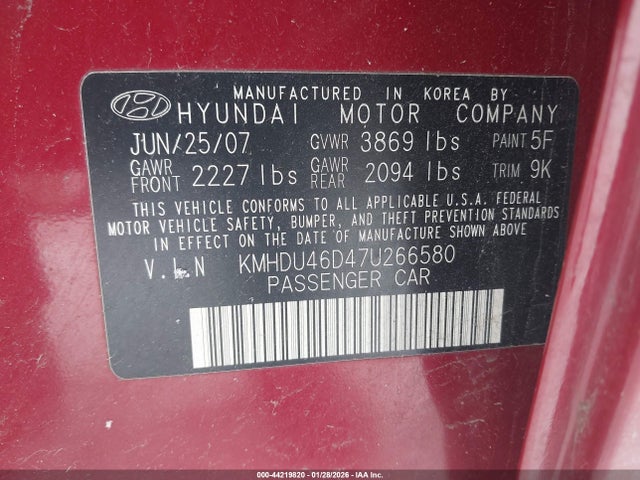 MANUFACTURED IN KOREA BY
HYUNDAI MOTOR COMPANY
JUN/25/07 GVWR 3869 lbs PAINT 5F
GAWR FRONT 2227 lbs GAWR REAR 2094 lbs TRIM 9K
THIS VEHICLE CONFORMS TO ALL APPLICABLE U.S.A. FEDERAL
MOTOR VEHICLE SAFETY, BUMPER, AND THEFT PREVENTION STANDARDS
IN EFFECT ON THE DATE OF MANUFACTURE SHOWN ABOVE.
V.I.N KMHDU46D47U266580
PASSENGER CAR
000-44219820 | 01/28/2026 - IAA Inc.